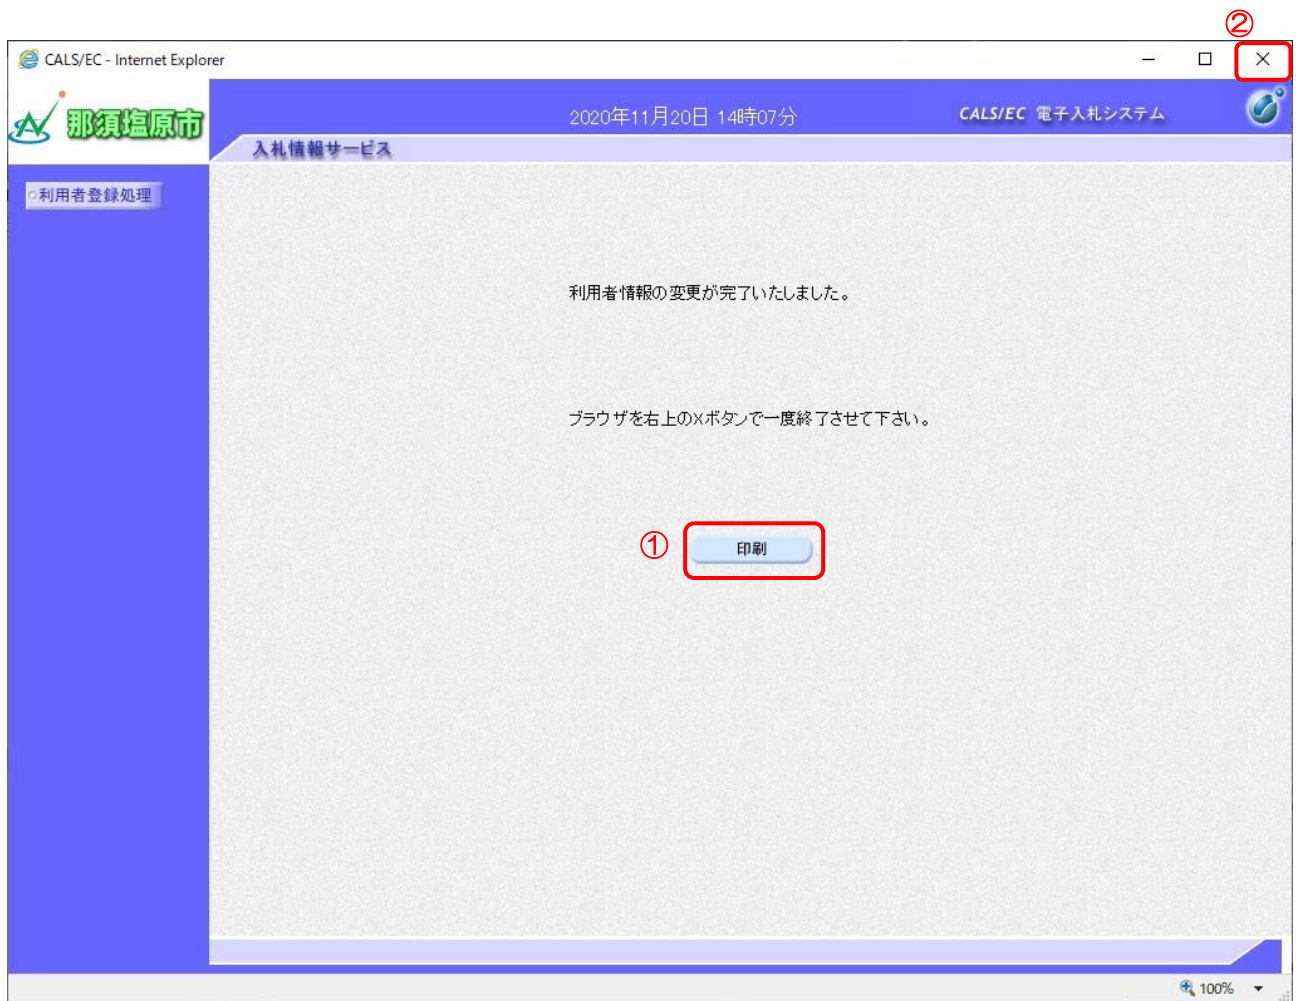 ②
CALS/EC - Internet Explorer
那須塩原市
2020年11月20日 14時07分
CALS/EC 電子入札システム
入札情報サービス
利用者登録処理
利用者情報の変更が完了いたしました。
ブラウザを右上の×ボタンで一度終了させて下さい。
① 印刷
100%